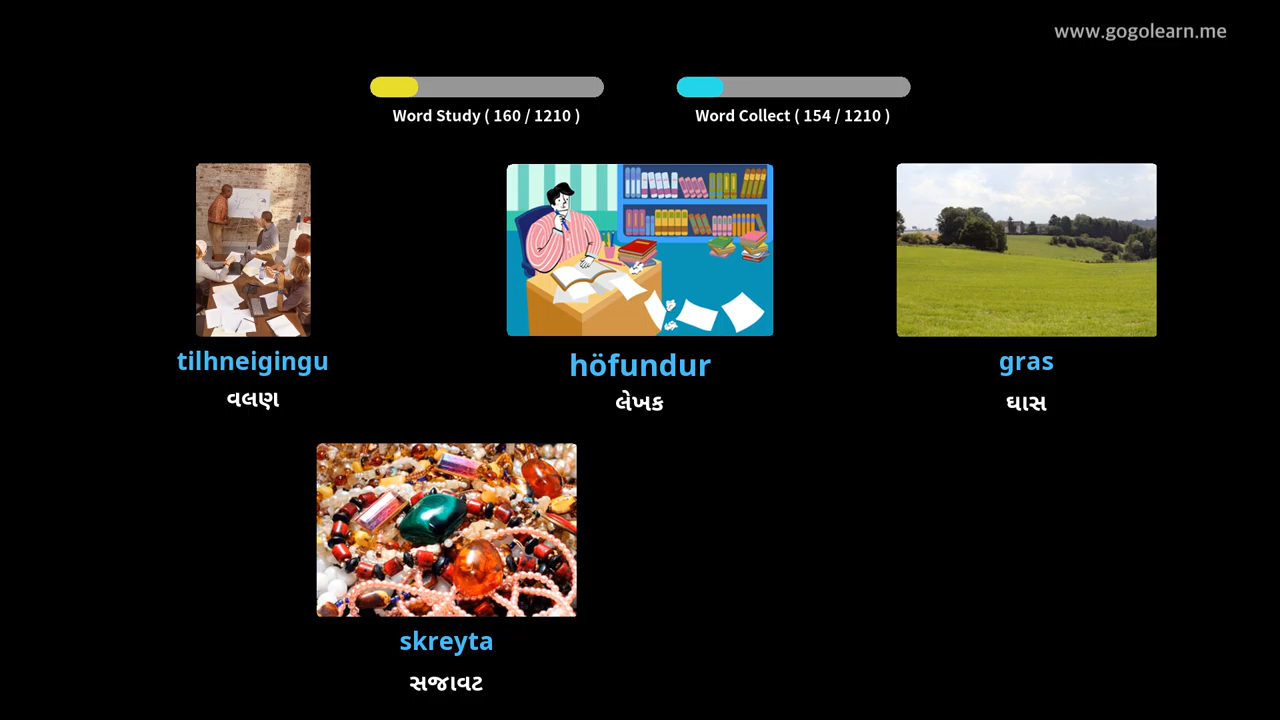 www.gogolearn.me
Word Study ( 160 / 1210 )
Word Collect ( 154 / 1210 )
tilhneigingu
વલણ
höfundur
લેખક
gras
ઘાસ
skreyta
સજાવટ